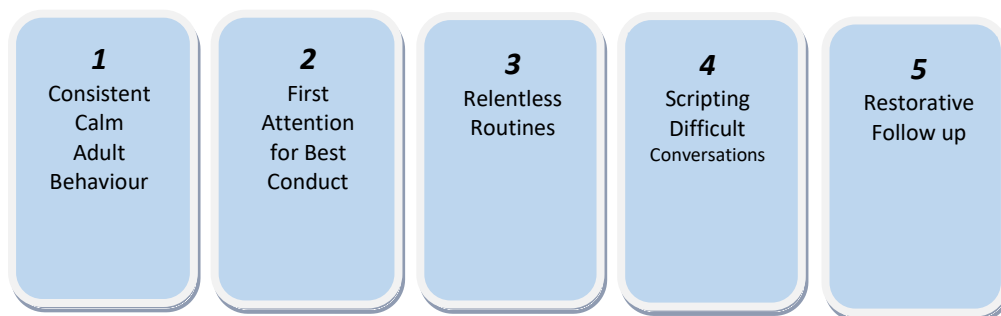 1
Consistent
Calm
Adult
Behaviour
2
First
Attention
for Best
Conduct
3
Relentless
Routines
4
Scripting
Difficult
Conversations
5
Restorative
Follow up